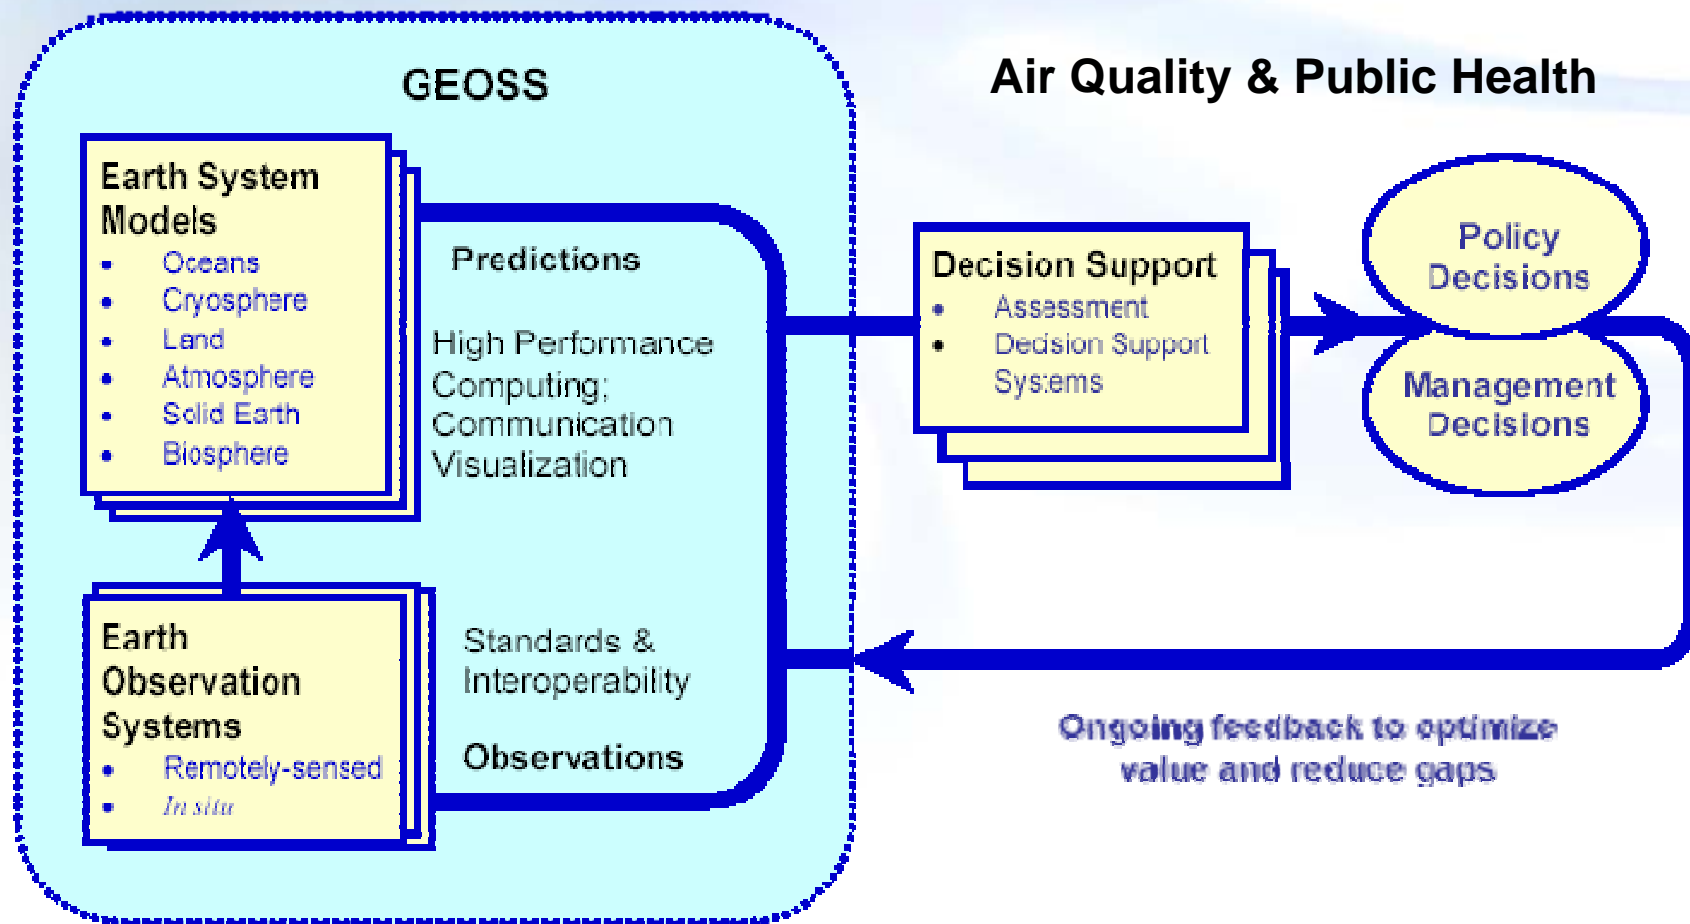 GEOSS
Air Quality & Public Health
Earth System
Models
• Oceans
• Cryosphere
• Land
• Atmosphere
• Solid Earth
• Biosphere
Predictions
High Performance
Computing;
Communication
Visualization
Decision Support
• Assessment
• Decision Support
Systems
Policy
Decisions
Management
Decisions
Earth
Observation
Systems
• Remotely-sensed
• In situ
Standards &
Interoperability
Observations
Ongoing feedback to optimize
value and reduce gaps